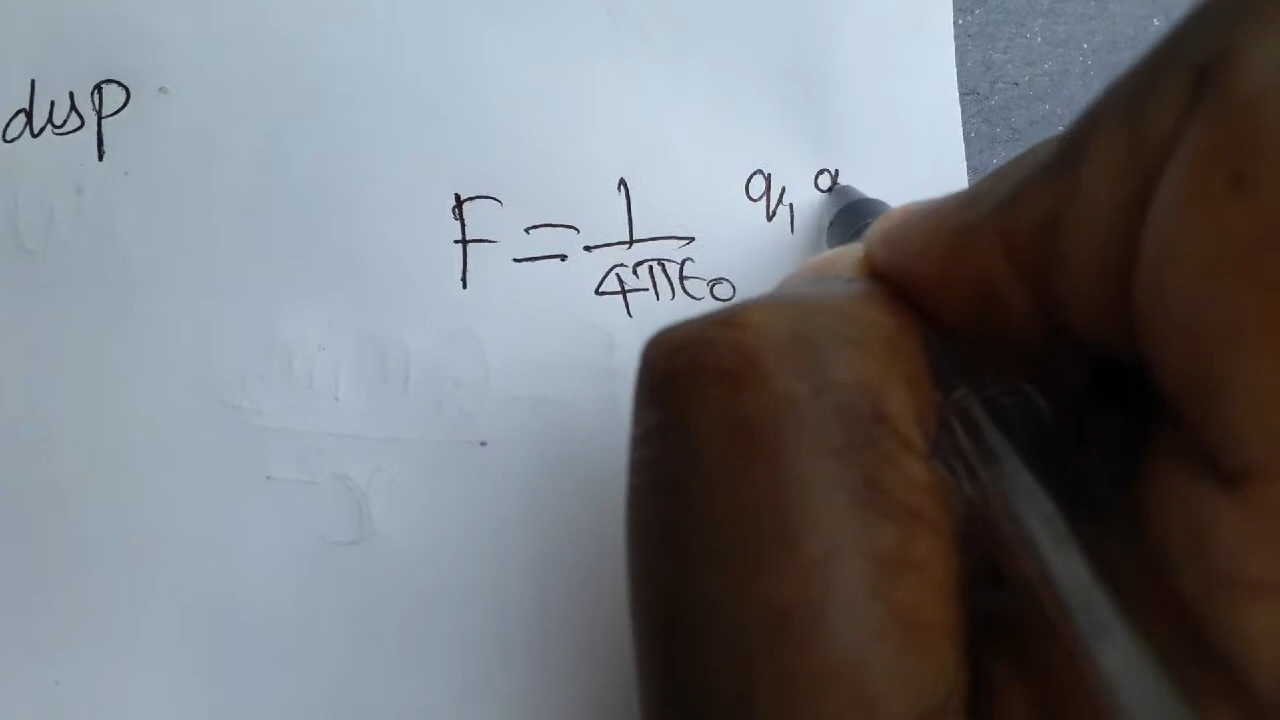 disp
F = 1/4πε₀ q₁ q